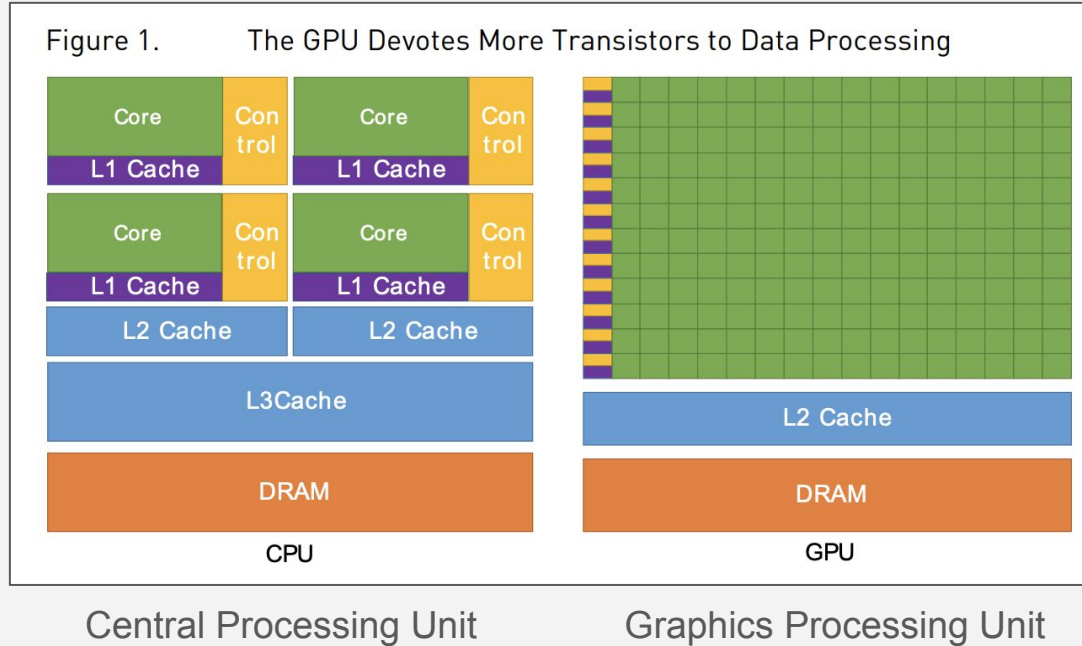 Figure 1. The GPU Devotes More Transistors to Data Processing
Core
Con
trol
L1 Cache
Core
Con
trol
L1 Cache
Core
Con
trol
L1 Cache
Core
Con
trol
L1 Cache
L2 Cache
L2 Cache
L3Cache
DRAM
CPU
L2 Cache
DRAM
GPU
Central Processing Unit
Graphics Processing Unit